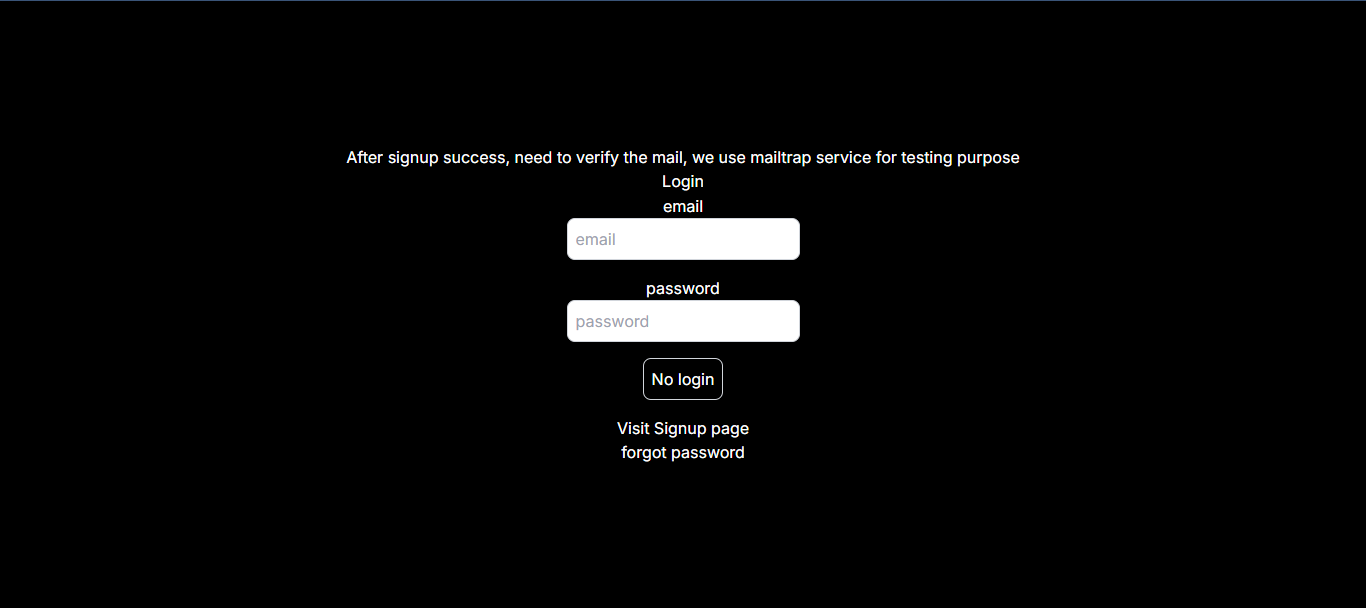 After signup success, need to verify the mail, we use mailtrap service for testing purpose
Login
email
email
password
password
No login
Visit Signup page
forgot password